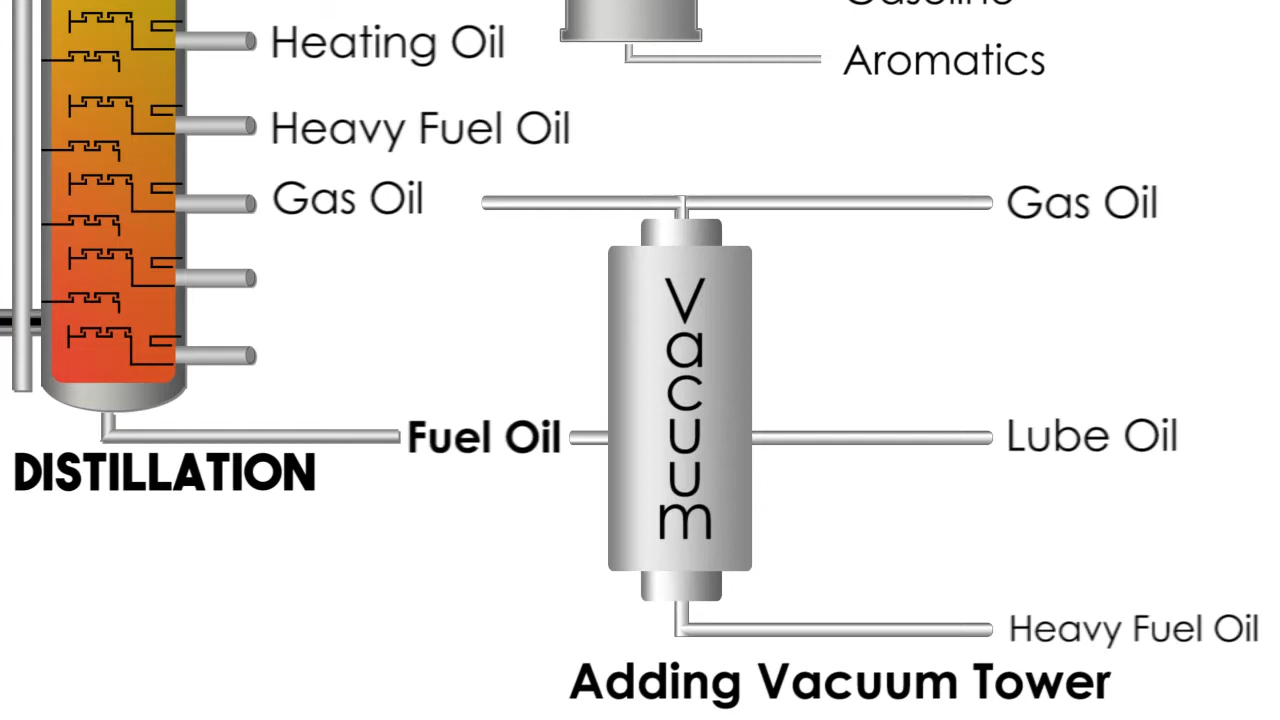 Heating Oil
Aromatics
Heavy Fuel Oil
Gas Oil
Gas Oil
Vacuum
Fuel Oil
Lube Oil
DISTILLATION
Heavy Fuel Oil
Adding Vacuum Tower